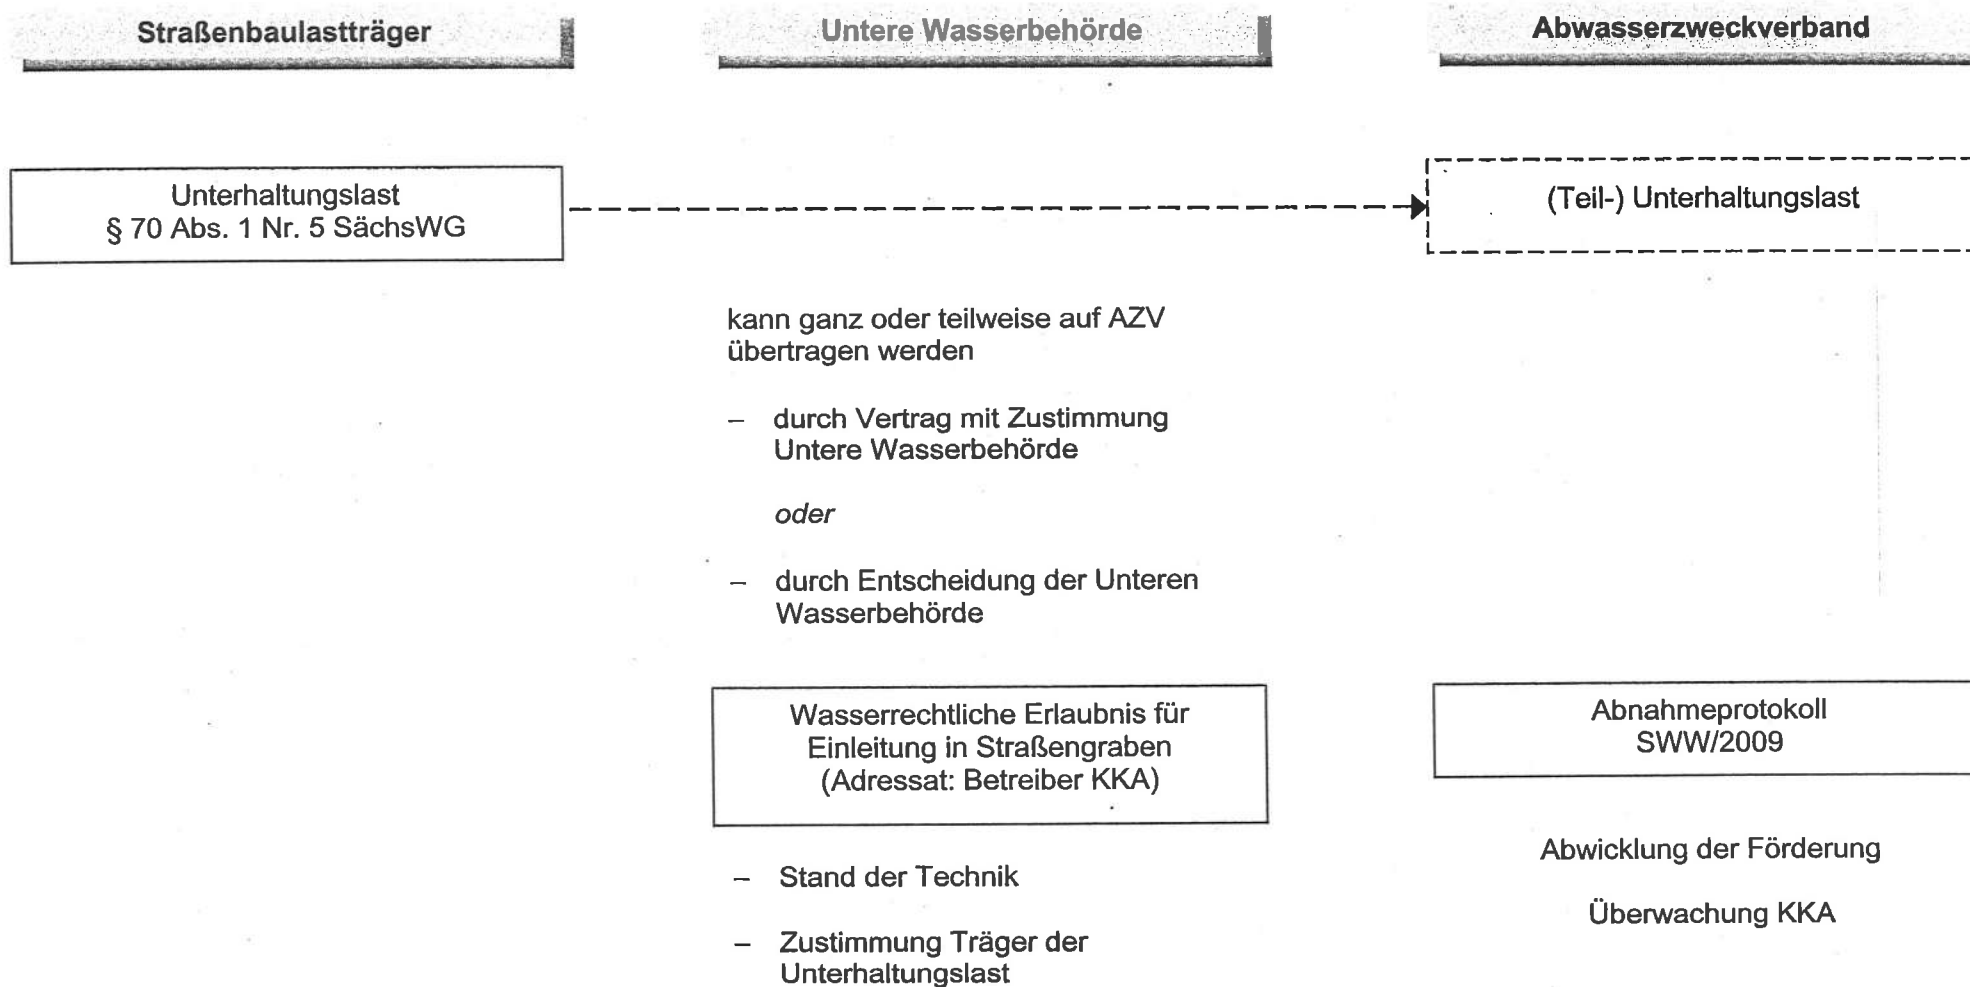 Straßenbaulastträger
Untere Wasserbehörde
Abwasserzweckverband
Unterhaltungslast
§ 70 Abs. 1 Nr. 5 SächsWG
(Teil-) Unterhaltungslast
kann ganz oder teilweise auf AZV
übertragen werden
– durch Vertrag mit Zustimmung
Untere Wasserbehörde
oder
– durch Entscheidung der Unteren
Wasserbehörde
Wasserrechtliche Erlaubnis für
Einleitung in Straßengraben
(Adressat: Betreiber KKA)
– Stand der Technik
– Zustimmung Träger der
Unterhaltungslast
Abnahmeprotokoll
SWW/2009
Abwicklung der Förderung
Überwachung KKA